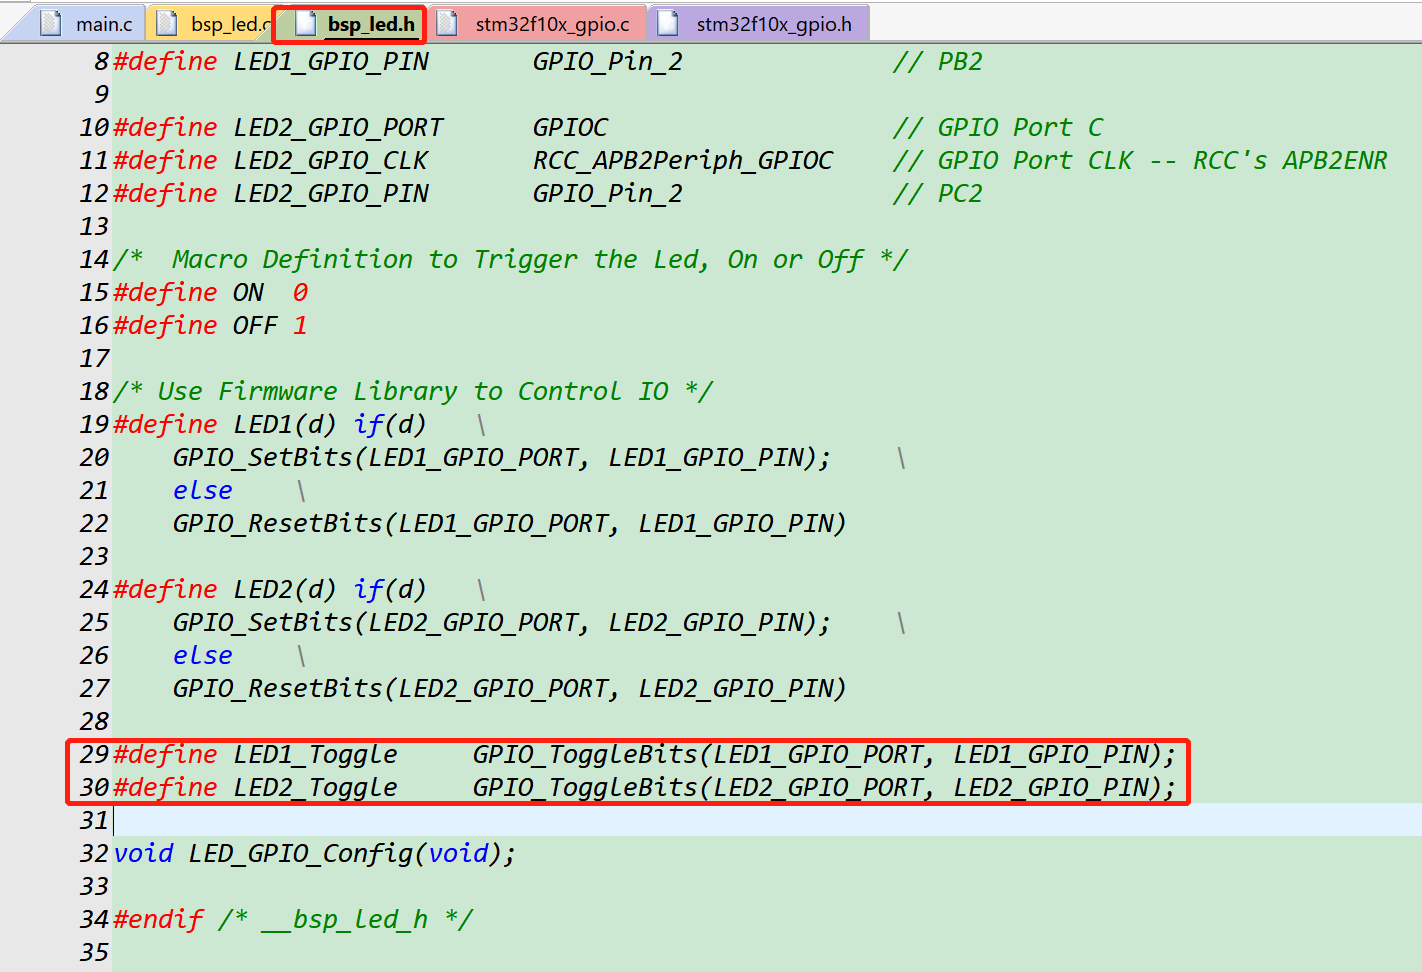 main.c bsp_led.c bsp_led.h stm32f10x_gpio.c stm32f10x_gpio.h
8 #define LED1_GPIO_PIN GPIO_Pin_2 // PB2
9
10 #define LED2_GPIO_PORT GPIOC // GPIO Port C
11 #define LED2_GPIO_CLK RCC_APB2Periph_GPIOC // GPIO Port CLK -- RCC's APB2ENR
12 #define LED2_GPIO_PIN GPIO_Pin_2 // PC2
13
14 /* Macro Definition to Trigger the Led, On or Off */
15 #define ON 0
16 #define OFF 1
17
18 /* Use Firmware Library to Control IO */
19 #define LED1(d) if(d) \
20 GPIO_SetBits(LED1_GPIO_PORT, LED1_GPIO_PIN); \
21 else \
22 GPIO_ResetBits(LED1_GPIO_PORT, LED1_GPIO_PIN)
23
24 #define LED2(d) if(d) \
25 GPIO_SetBits(LED2_GPIO_PORT, LED2_GPIO_PIN); \
26 else \
27 GPIO_ResetBits(LED2_GPIO_PORT, LED2_GPIO_PIN)
28
29 #define LED1_Toggle GPIO_ToggleBits(LED1_GPIO_PORT, LED1_GPIO_PIN);
30 #define LED2_Toggle GPIO_ToggleBits(LED2_GPIO_PORT, LED2_GPIO_PIN);
31
32 void LED_GPIO_Config(void);
33
34 #endif /* __bsp_led_h */
35